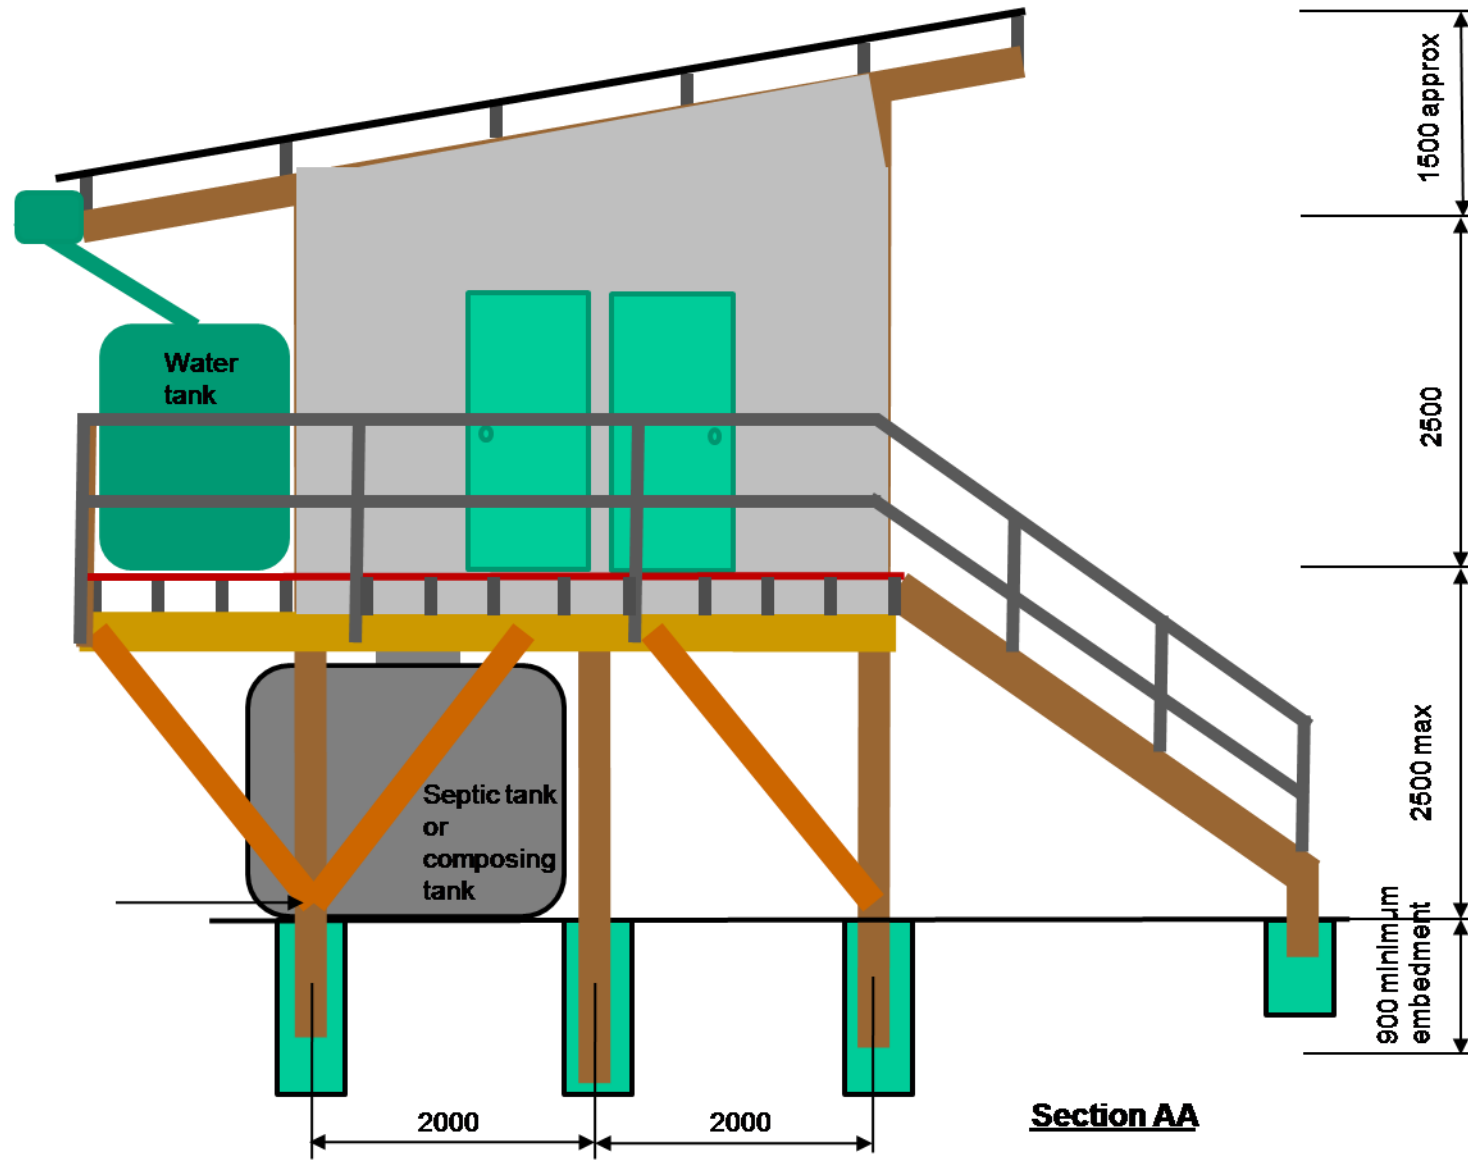 1500 approx
Water
tank
2500
Septic tank
or
composing
tank
2500 max
900 minimum
embedment
2000
2000
Section AA